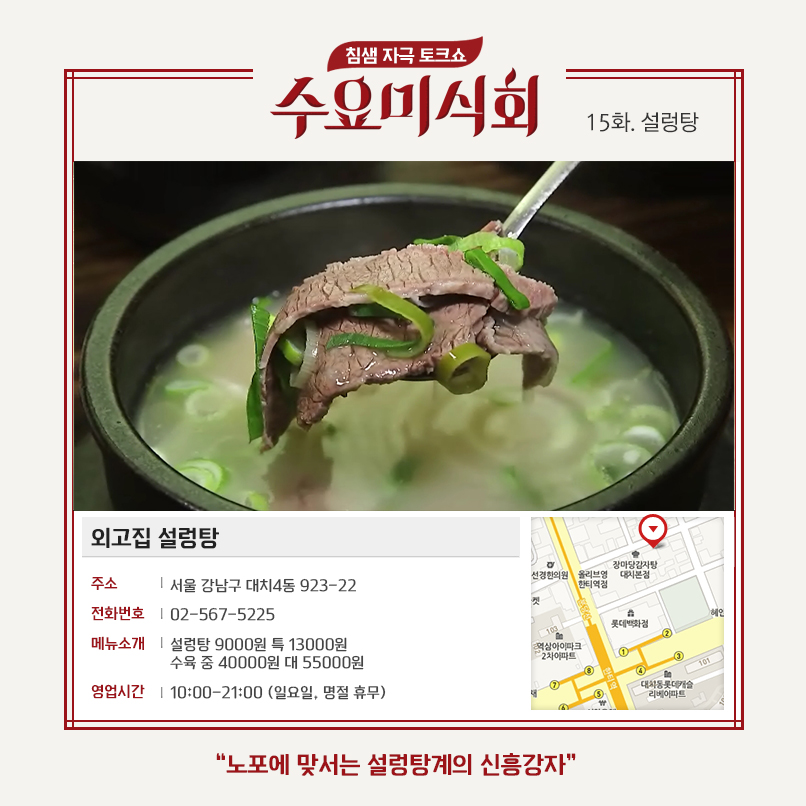 침샘 자극 토크쇼
수요미식회
15화. 설렁탕
외고집 설렁탕
주소 | 서울 강남구 대치4동 923-22
전화번호 | 02-567-5225
메뉴소개 | 설렁탕 9000원 특 13000원
수육 중 40000원 대 55000원
영업시간 | 10:00-21:00 (일요일, 명절 휴무)
장마당감자탕
대치본점
선경한의원
올리브영
한티역점
켓
롯데백화점
헤인
103
역삼아이파크
2차아파트
1
2
3
4
101
대치동롯데캐슬
리베아파트
8
7
5
6
“노포에 맞서는 설렁탕계의 신흥강자”